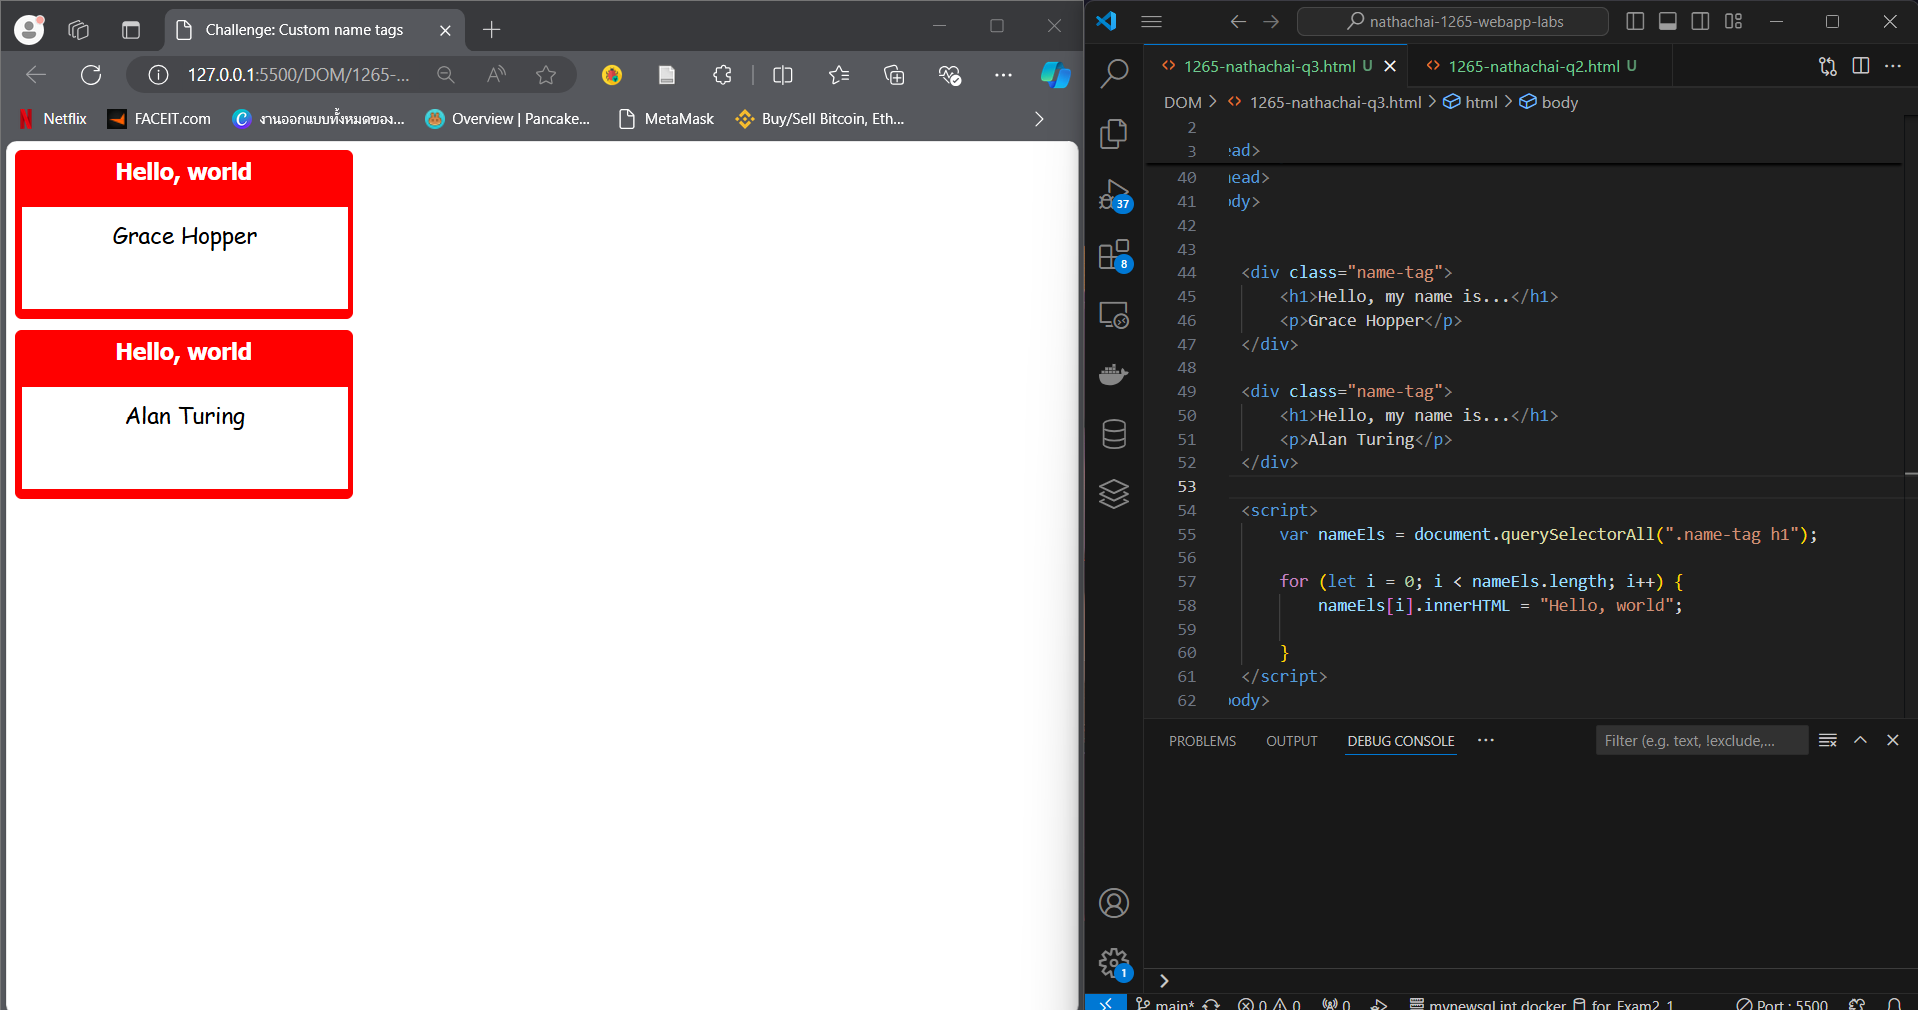 Challenge: Custom name tags
127.0.0.1:5500/DOM/1265-...
Netflix
FACEIT.com
งานออกแบบทั้งหมดของ...
Overview | Pancake...
MetaMask
Buy/Sell Bitcoin, Eth...
Hello, world
Grace Hopper
Hello, world
Alan Turing
nathachai-1265-webapp-labs
1265-nathachai-q3.html U
1265-nathachai-q2.html U
DOM > 1265-nathachai-q3.html > html > body
2
3 ead>
40 head>
41 ody>
42
43
44 <div class="name-tag">
45 <h1>Hello, my name is...</h1>
46 <p>Grace Hopper</p>
47 </div>
48
49 <div class="name-tag">
50 <h1>Hello, my name is...</h1>
51 <p>Alan Turing</p>
52 </div>
53
54 <script>
55 var nameEls = document.querySelectorAll(".name-tag h1");
56
57 for (let i = 0; i < nameEls.length; i++) {
58 nameEls[i].innerHTML = "Hello, world";
59
60 }
61 </script>
62 body>
37
8
1
PROBLEMS OUTPUT DEBUG CONSOLE
Filter (e.g. text, !exclude,...
main* 0 0 0 mynewsql int docker for_Exam2_1 Port : 5500